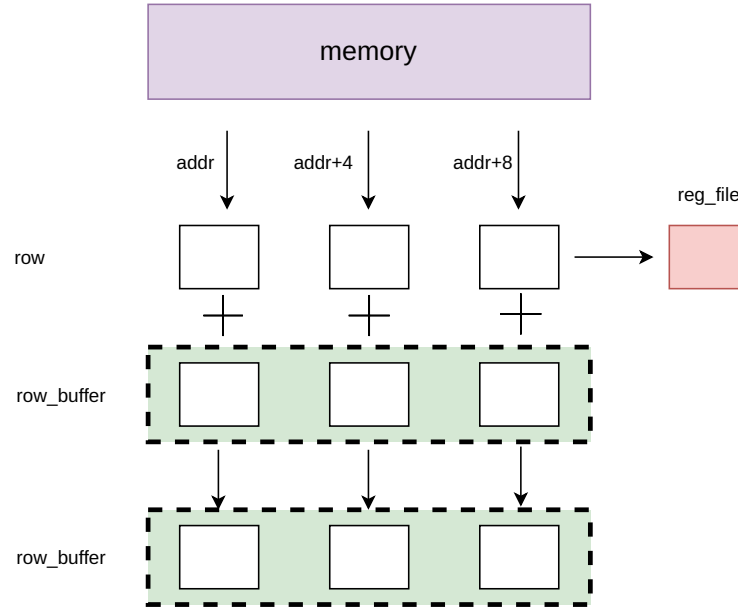 memory
addr
addr+4
addr+8
reg_file
row
row_buffer
row_buffer